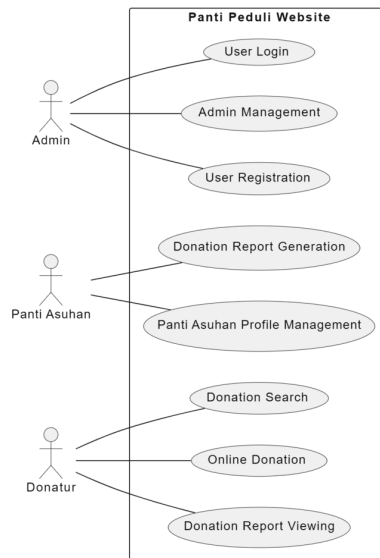 Panti Peduli Website
User Login
Admin Management
Admin
User Registration
Donation Report Generation
Panti Asuhan
Panti Asuhan Profile Management
Donation Search
Online Donation
Donatur
Donation Report Viewing